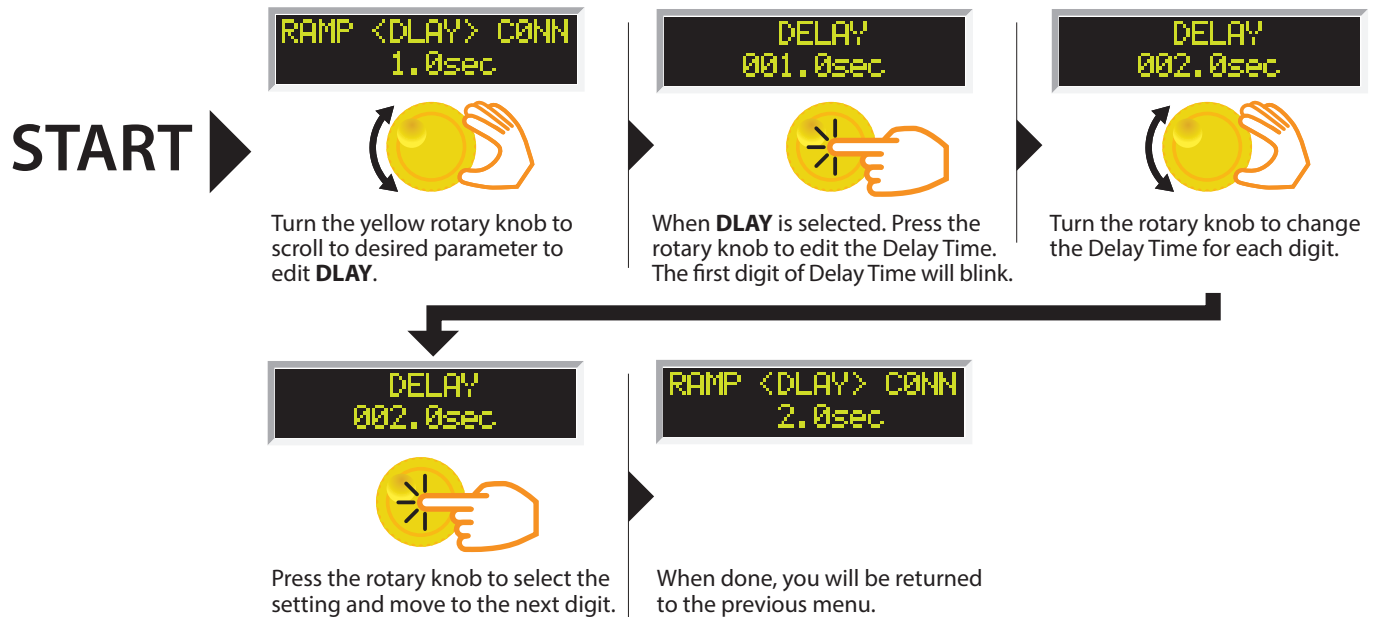 START
RAMP <DLAY> C0NN
1.0sec
Turn the yellow rotary knob to
scroll to desired parameter to
edit DLAY.
DELAY
001.0sec
When DLAY is selected. Press the
rotary knob to edit the Delay Time.
The first digit of Delay Time will blink.
DELAY
002.0sec
Turn the rotary knob to change
the Delay Time for each digit.
DELAY
002.0sec
Press the rotary knob to select the
setting and move to the next digit.
RAMP <DLAY> C0NN
2.0sec
When done, you will be returned
to the previous menu.